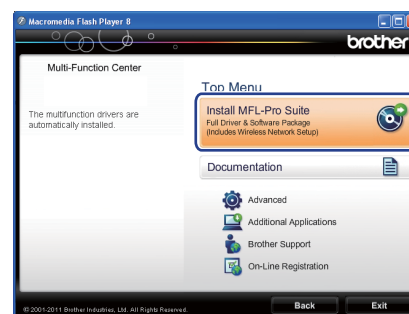 Macromedia Flash Player 8
brother
Multi-Function Center
The multifunction drivers are
automatically installed.
Top Menu
Install MFL-Pro Suite
Full Driver & Software Package
(Includes Wireless Network Setup)
Documentation
Advanced
Additional Applications
Brother Support
On-Line Registration
© 2001-2011 Brother Industries, Ltd. All Rights Reserved.
Back
Exit